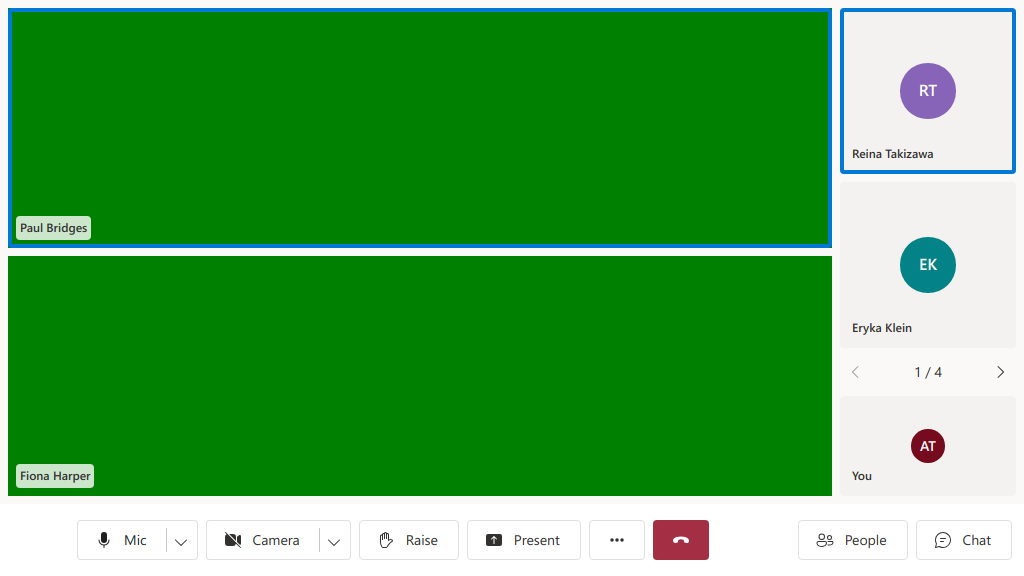 Paul Bridges
Fiona Harper
RT
Reina Takizawa
EK
Eryka Klein
1 / 4
AT
You
Mic
Camera
Raise
Present
People
Chat